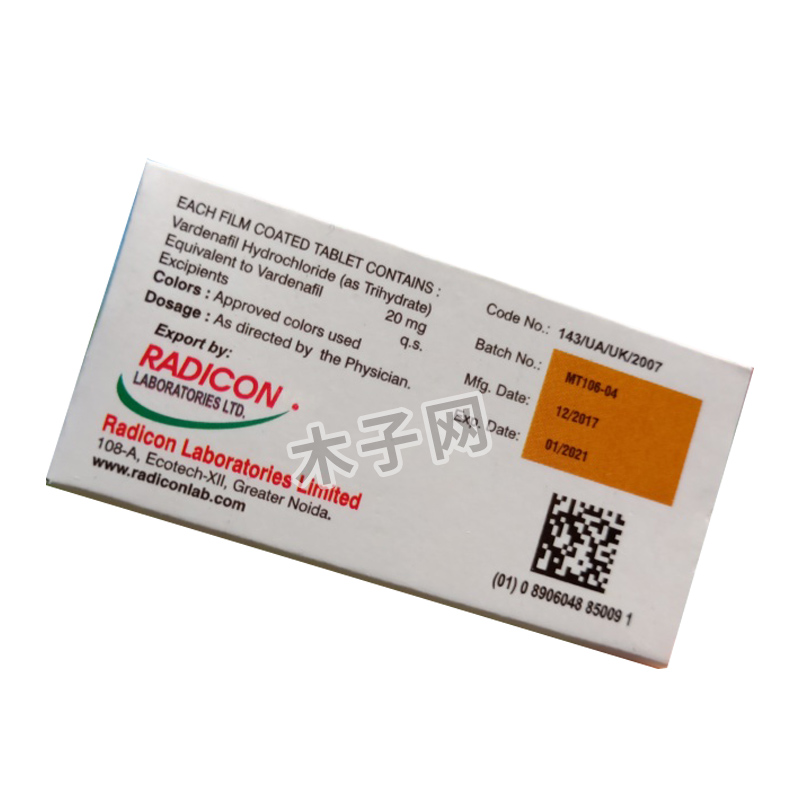 EACH FILM COATED TABLET CONTAINS :
Vardenafil Hydrochloride (as Trihydrate)
Equivalent to Vardenafil 20 mg
Excipients q.s.
Colors : Approved colors used
Dosage : As directed by the Physician.
Export by:
RADICON
LABORATORIES LTD.
Radicon Laboratories Limited
108-A, Ecotech-XII, Greater Noida.
www.radiconlab.com
Code No.: 143/UA/UK/2007
Batch No.: MT108-04
Mfg. Date: 12/2017
Exp. Date: 01/2021
(01) 0 8906048 85009 1
木子网